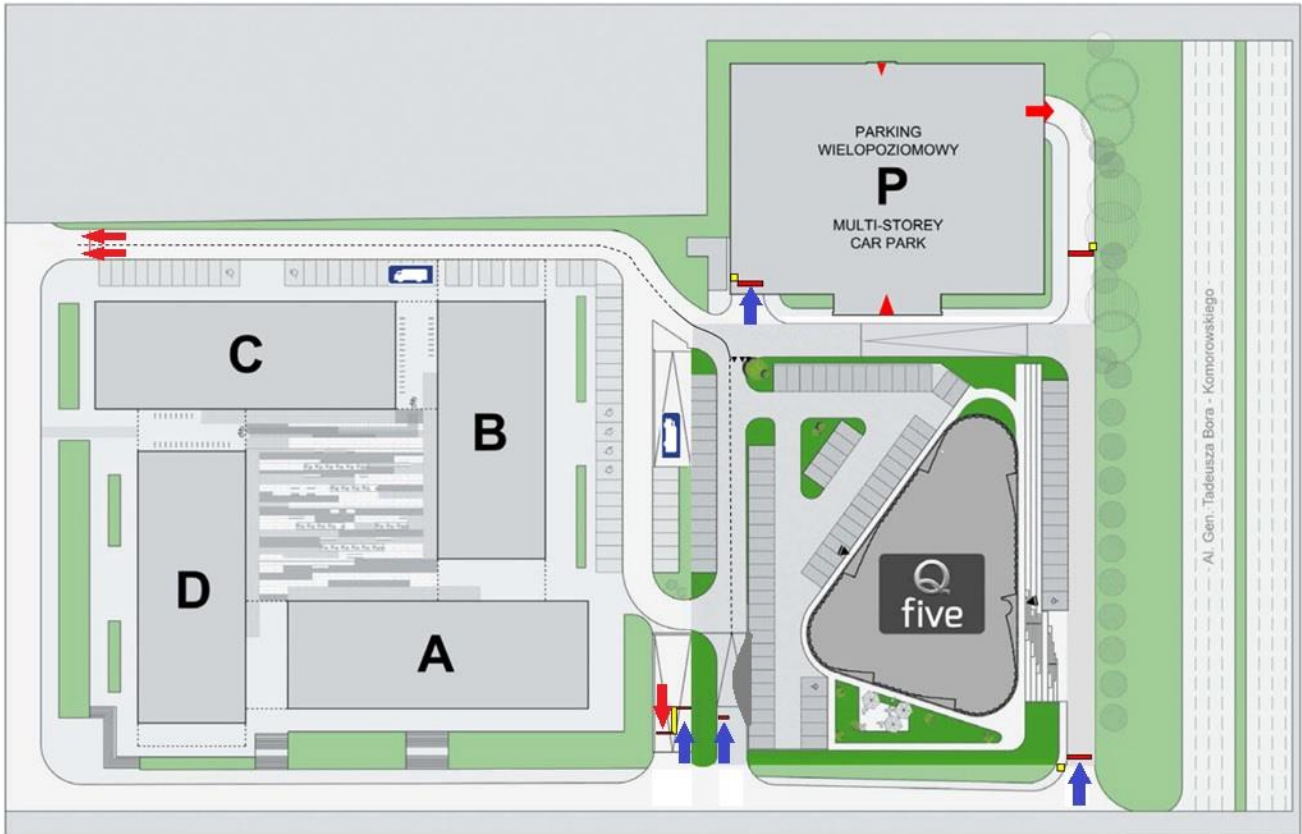 PARKING
WIELOPOZIOMOWY
P
MULTI-STOREY
CAR PARK
C
B
D
A
Q
five
Al. Gen. Tadeusza Bora - Komorowskiego